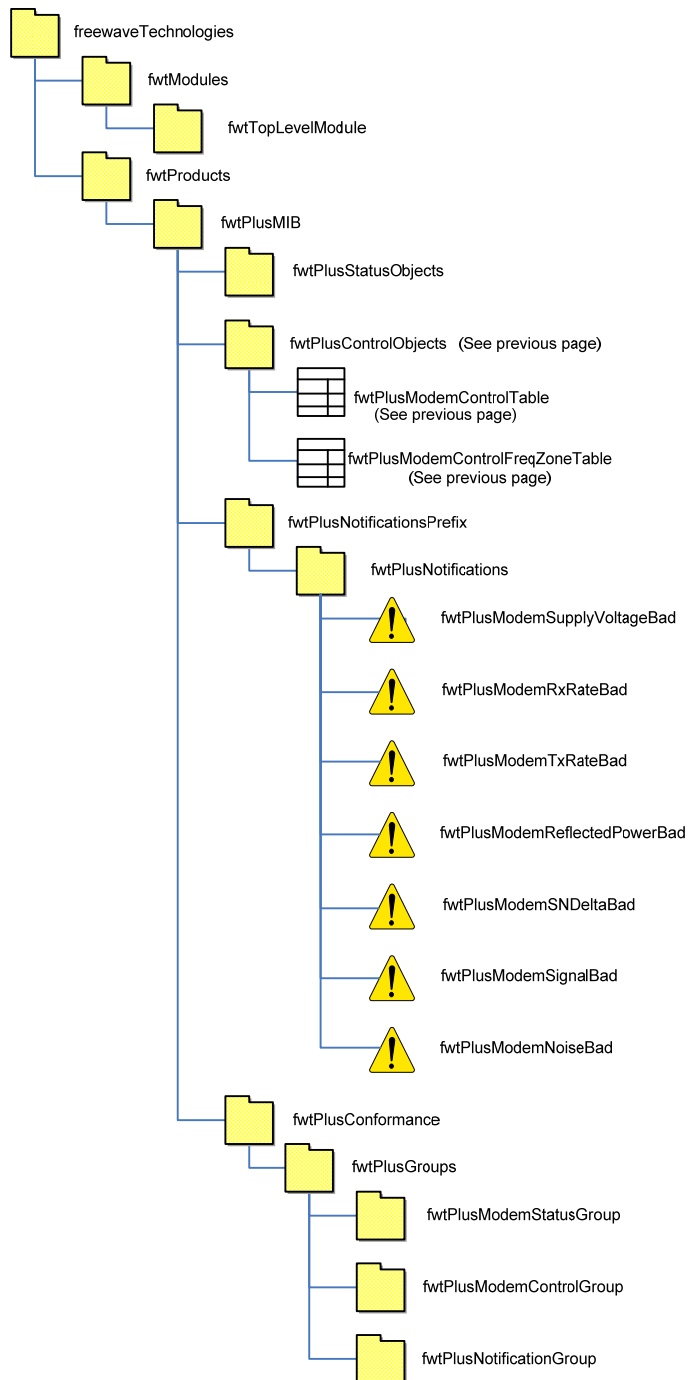 freewaveTechnologies
fwtModules
fwtTopLevelModule
fwtProducts
fwtPlusMIB
fwtPlusStatusObjects
fwtPlusControlObjects (See previous page)
fwtPlusModemControlTable
(See previous page)
fwtPlusModemControlFreqZoneTable
(See previous page)
fwtPlusNotificationsPrefix
fwtPlusNotifications
fwtPlusModemSupplyVoltageBad
fwtPlusModemRxRateBad
fwtPlusModemTxRateBad
fwtPlusModemReflectedPowerBad
fwtPlusModemSNDeltaBad
fwtPlusModemSignalBad
fwtPlusModemNoiseBad
fwtPlusConformance
fwtPlusGroups
fwtPlusModemStatusGroup
fwtPlusModemControlGroup
fwtPlusNotificationGroup